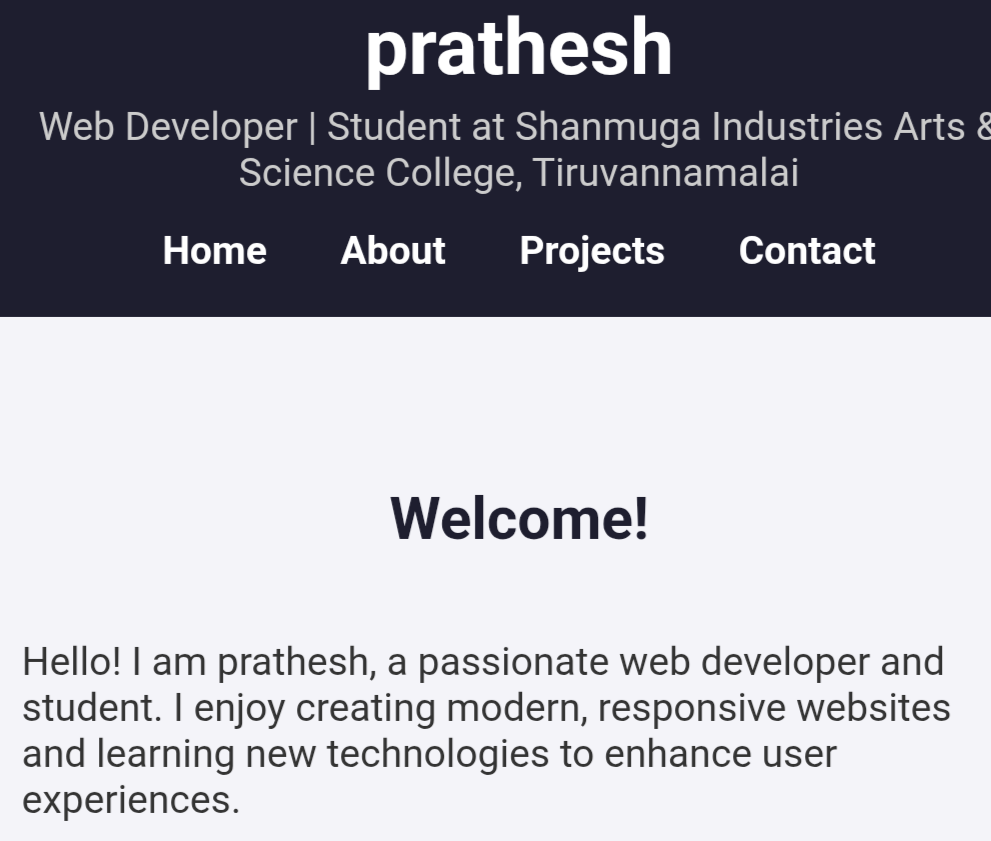 prathesh
Web Developer | Student at Shanmuga Industries Arts &
Science College, Tiruvannamalai
Home About Projects Contact
Welcome!
Hello! I am prathesh, a passionate web developer and
student. I enjoy creating modern, responsive websites
and learning new technologies to enhance user
experiences.